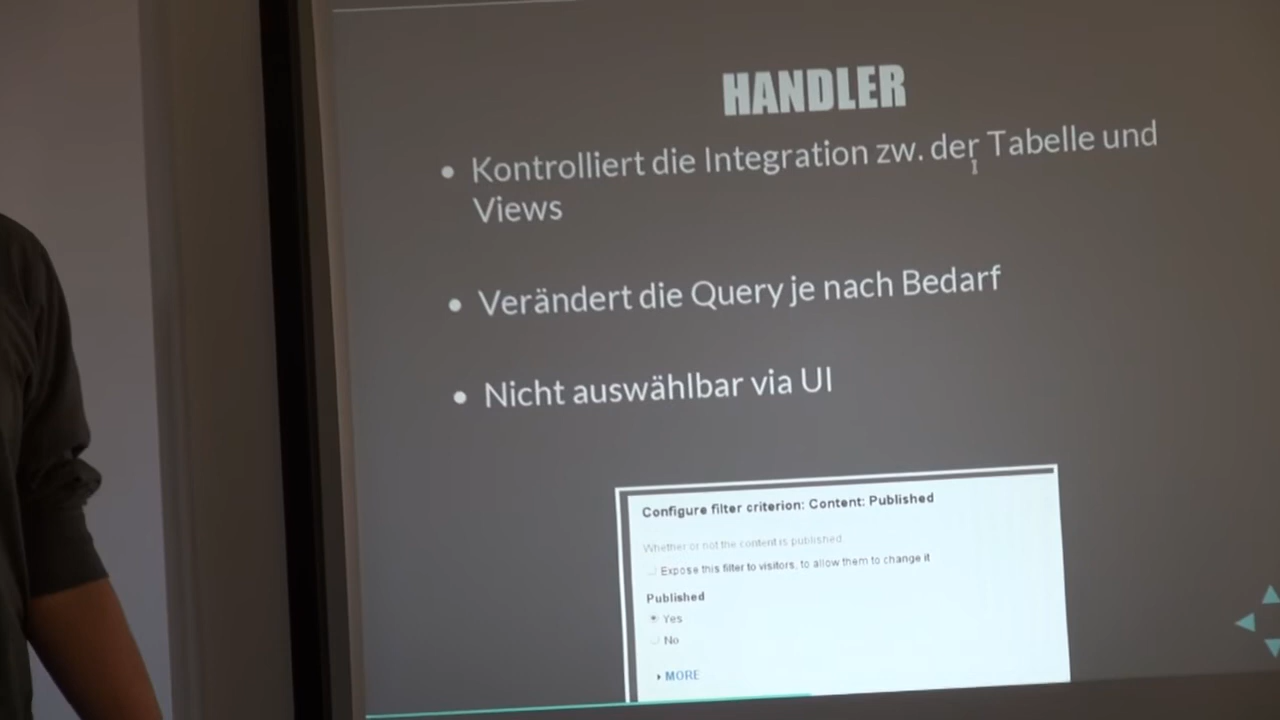 HANDLER
Kontrolliert die Integration zw. der Tabelle und
Views
Verändert die Query je nach Bedarf
Nicht auswählbar via UI
Configure filter criterion: Content: Published
Whether or not the content is published.
Expose this filter to visitors, to allow them to change it
Published
Yes
No
MORE